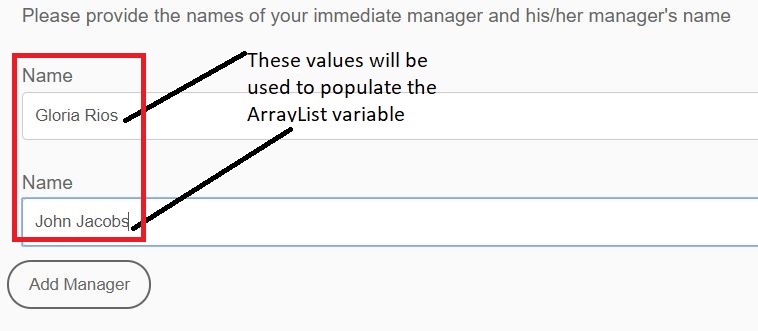 Please provide the names of your immediate manager and his/her manager's name
These values will be
used to populate the
ArrayList variable
Name
Gloria Rios
Name
John Jacobs
Add Manager